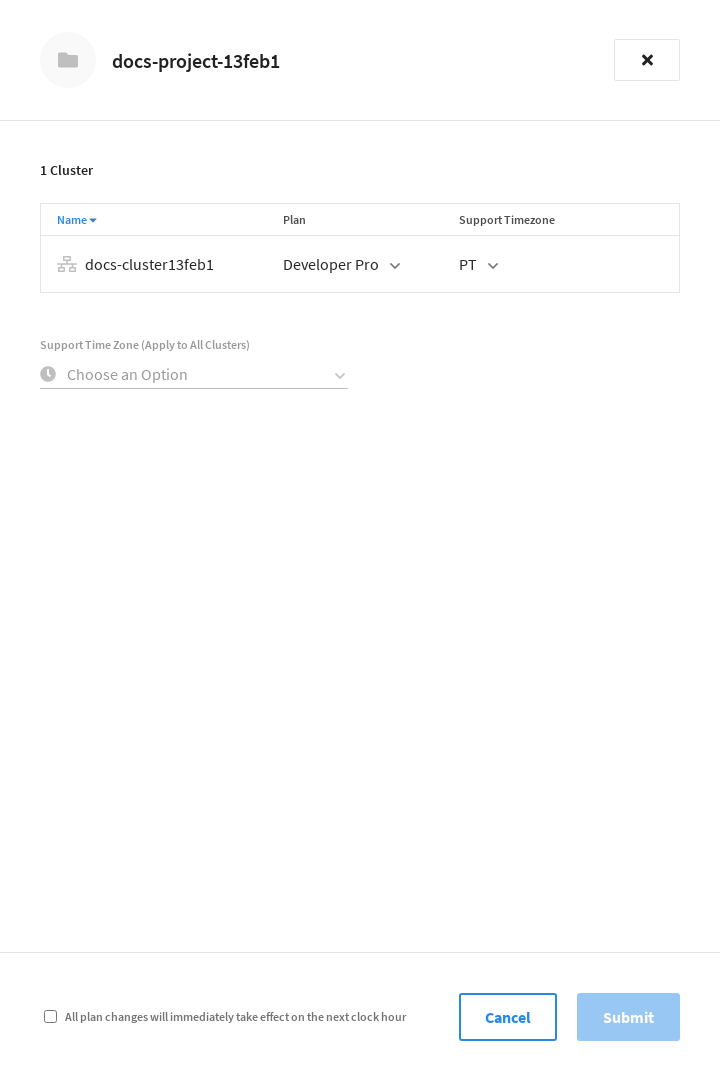 docs-project-13feb1
1 Cluster
Name Plan Support Timezone
docs-cluster13feb1 Developer Pro PT
Support Time Zone (Apply to All Clusters)
Choose an Option
All plan changes will immediately take effect on the next clock hour Cancel Submit